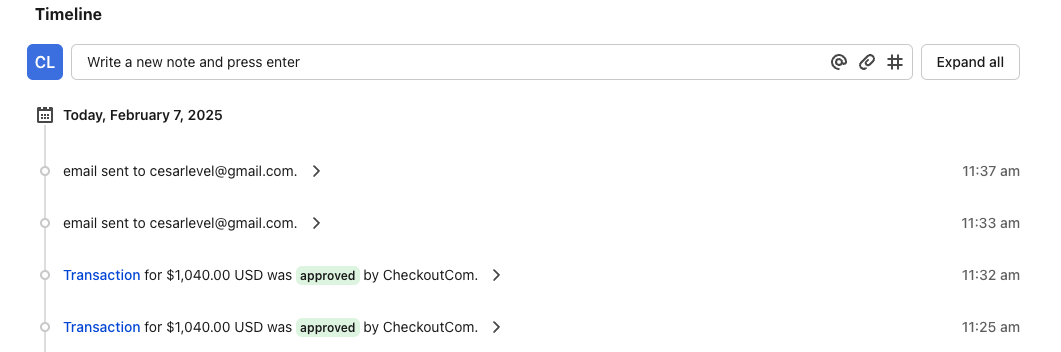 Timeline
CL Write a new note and press enter Expand all
Today, February 7, 2025
email sent to cesarlevel@gmail.com. 11:37 am
email sent to cesarlevel@gmail.com. 11:33 am
Transaction for $1,040.00 USD was approved by CheckoutCom. 11:32 am
Transaction for $1,040.00 USD was approved by CheckoutCom. 11:25 am